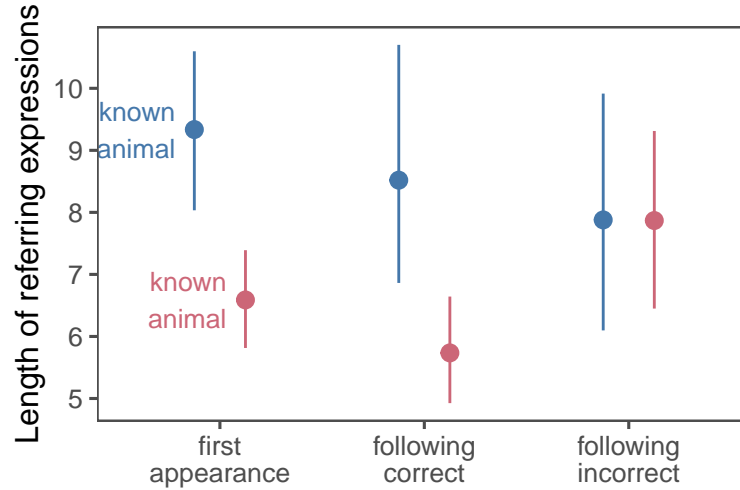 Length of referring expressions
10
9
8
7
6
5
known
animal
known
animal
first
appearance
following
correct
following
incorrect